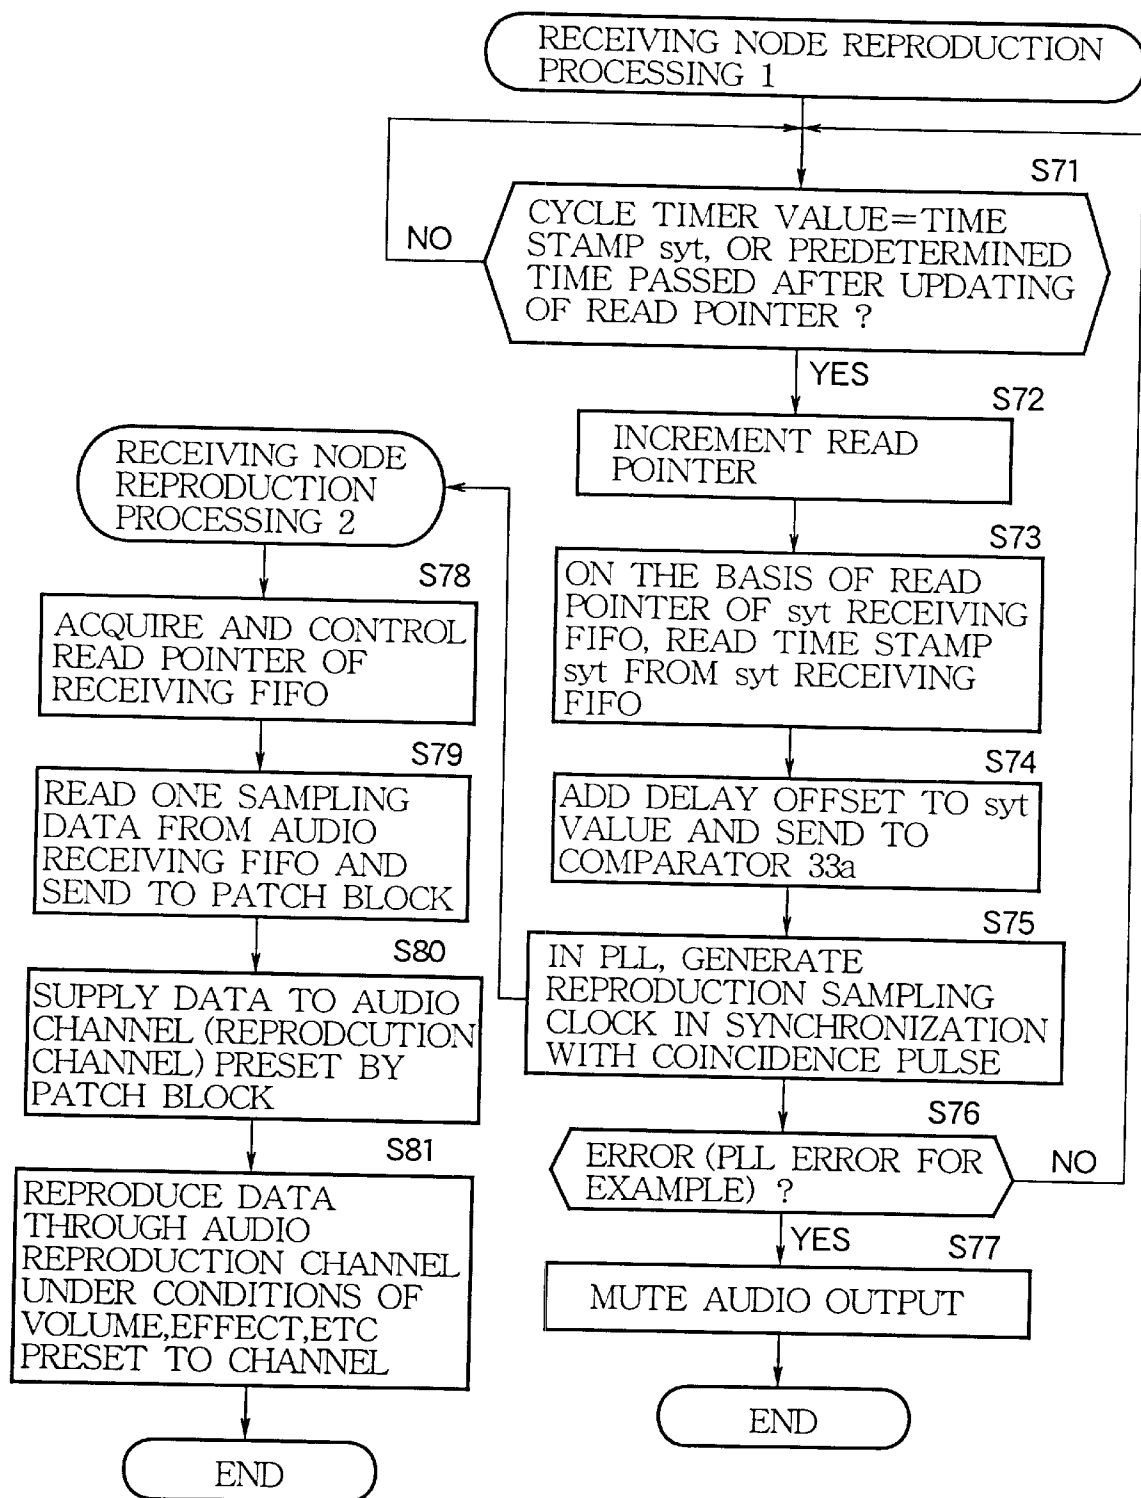 RECEIVING NODE REPRODUCTION
PROCESSING 1
S71
CYCLE TIMER VALUE=TIME
STAMP syt, OR PREDETERMINED
TIME PASSED AFTER UPDATING
OF READ POINTER ?
NO
YES
S72
INCREMENT READ
POINTER
S73
ON THE BASIS OF READ
POINTER OF syt RECEIVING
FIFO, READ TIME STAMP
syt FROM syt RECEIVING
FIFO
S74
ADD DELAY OFFSET TO syt
VALUE AND SEND TO
COMPARATOR 33a
S75
IN PLL, GENERATE
REPRODUCTION SAMPLING
CLOCK IN SYNCHRONIZATION
WITH COINCIDENCE PULSE
S76
ERROR (PLL ERROR FOR
EXAMPLE) ?
NO
YES
S77
MUTE AUDIO OUTPUT
END
RECEIVING NODE
REPRODUCTION
PROCESSING 2
S78
ACQUIRE AND CONTROL
READ POINTER OF
RECEIVING FIFO
S79
READ ONE SAMPLING
DATA FROM AUDIO
RECEIVING FIFO AND
SEND TO PATCH BLOCK
S80
SUPPLY DATA TO AUDIO
CHANNEL (REPRODCUTION
CHANNEL) PRESET BY
PATCH BLOCK
S81
REPRODUCE DATA
THROUGH AUDIO
REPRODUCTION CHANNEL
UNDER CONDITIONS OF
VOLUME,EFFECT,ETC
PRESET TO CHANNEL
END